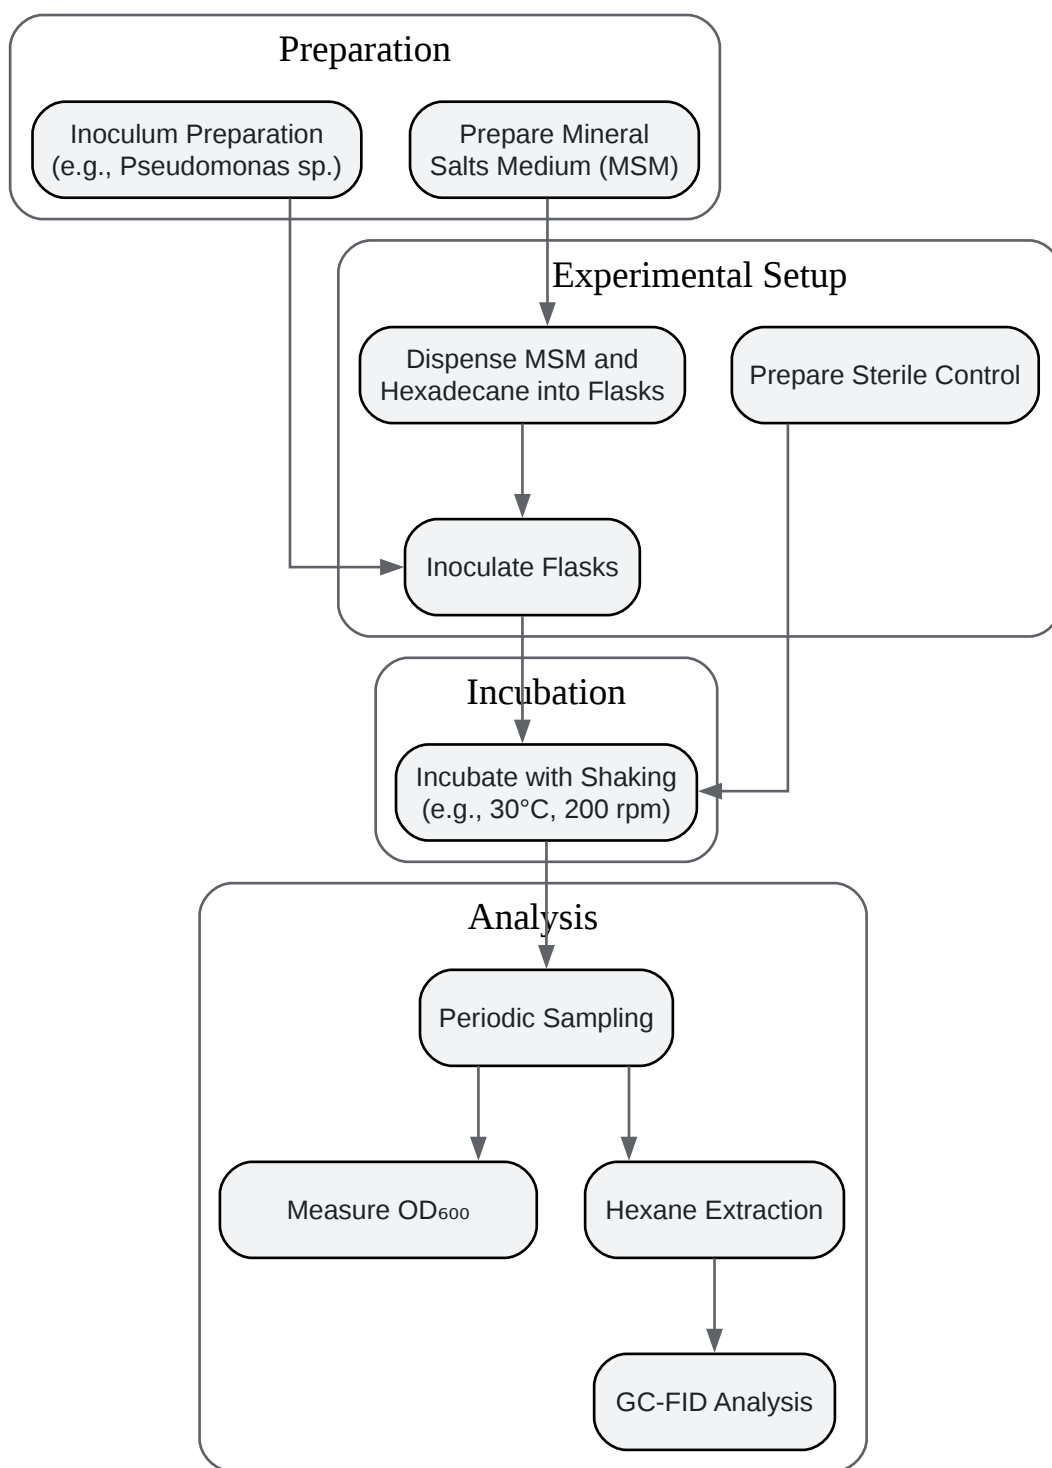 Preparation
Inoculum Preparation
(e.g., Pseudomonas sp.)
Prepare Mineral
Salts Medium (MSM)
Experimental Setup
Dispense MSM and
Hexadecane into Flasks
Prepare Sterile Control
Inoculate Flasks
Incubation
Incubate with Shaking
(e.g., 30°C, 200 rpm)
Analysis
Periodic Sampling
Measure OD₆₀₀
Hexane Extraction
GC-FID Analysis